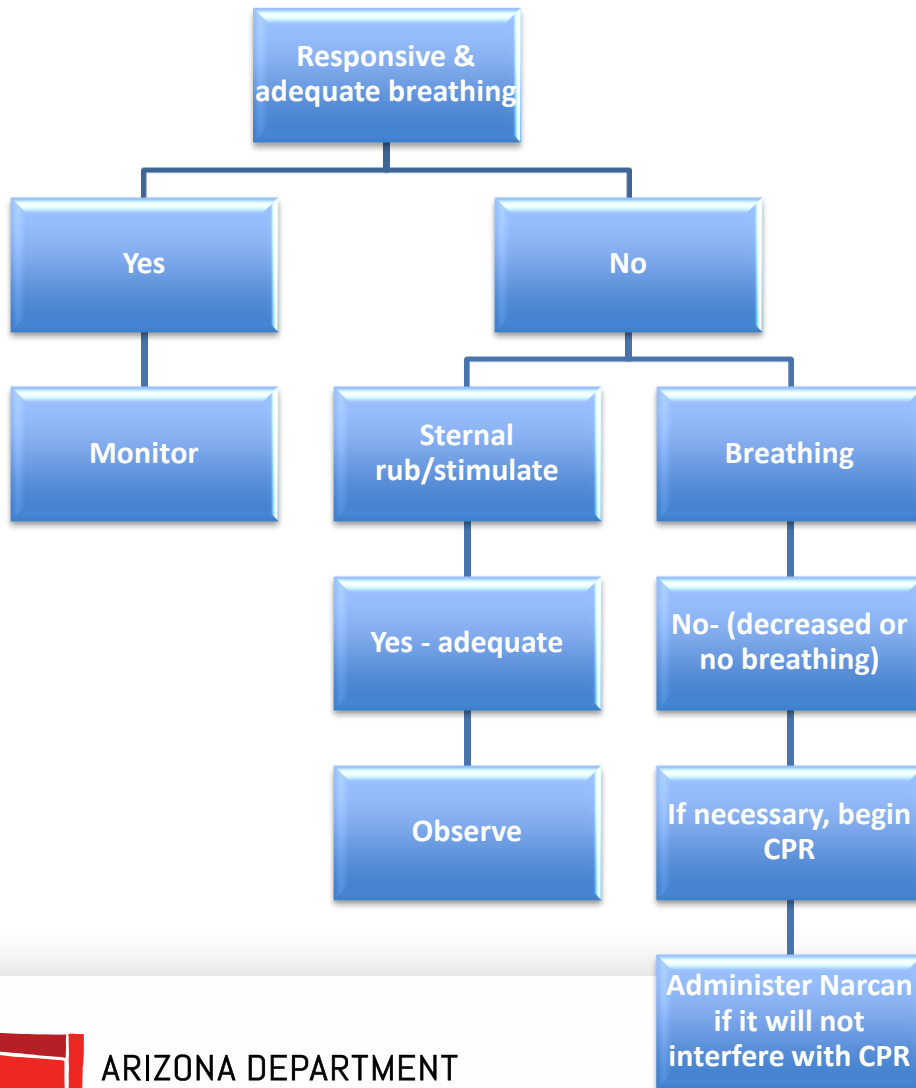 Responsive &
adequate breathing
Yes
No
Monitor
Sternal
rub/stimulate
Breathing
Yes - adequate
No- (decreased or
no breathing)
Observe
If necessary, begin
CPR
Administer Narcan
if it will not
interfere with CPR
ARIZONA DEPARTMENT